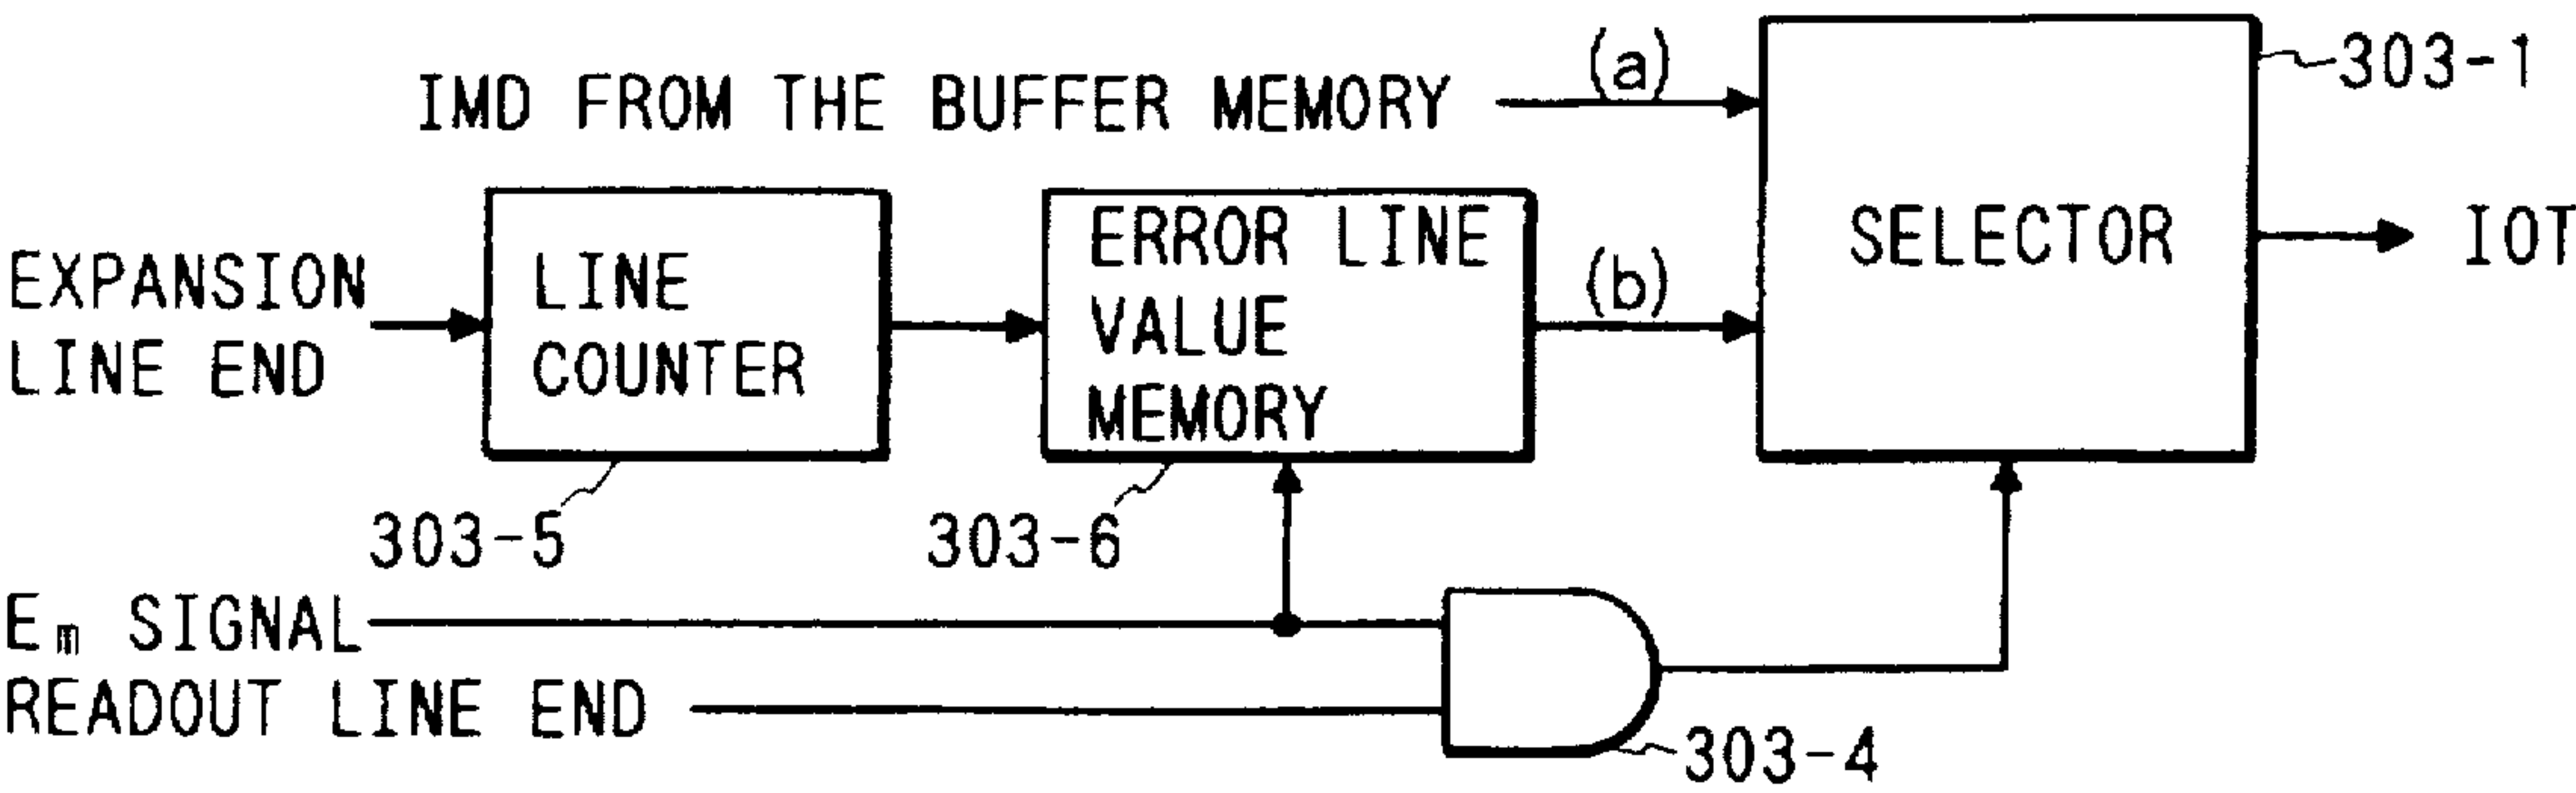 (a)
303-1
IMD FROM THE BUFFER MEMORY
EXPANSION
LINE END
LINE
COUNTER
ERROR LINE
VALUE
MEMORY
(b)
SELECTOR
IOT
303-5
303-6
Em SIGNAL
READOUT LINE END
303-4